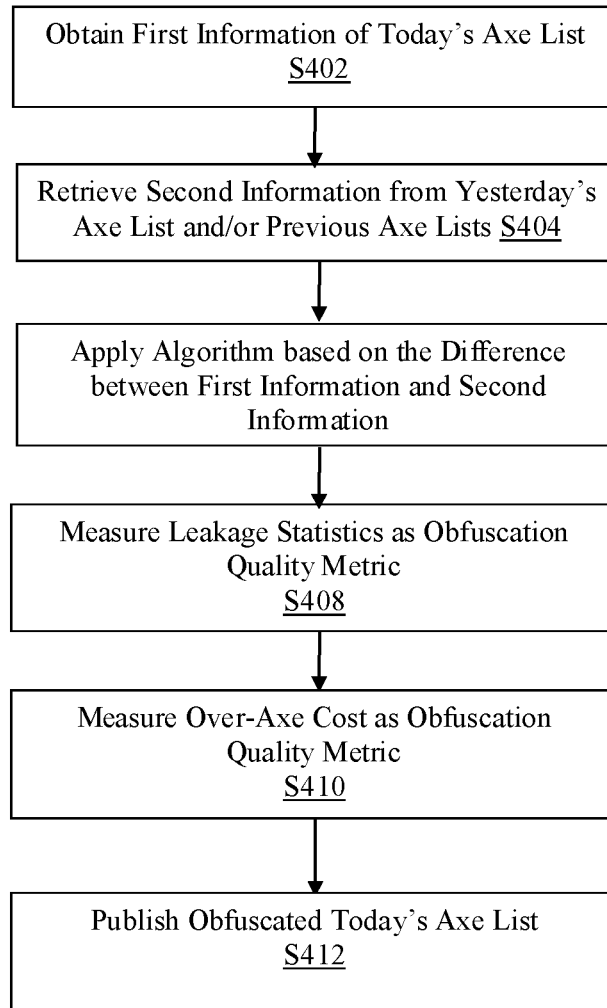 Obtain First Information of Today's Axe List
S402
Retrieve Second Information from Yesterday's
Axe List and/or Previous Axe Lists S404
Apply Algorithm based on the Difference
between First Information and Second
Information
Measure Leakage Statistics as Obfuscation
Quality Metric
S408
Measure Over-Axe Cost as Obfuscation
Quality Metric
S410
Publish Obfuscated Today's Axe List
S412